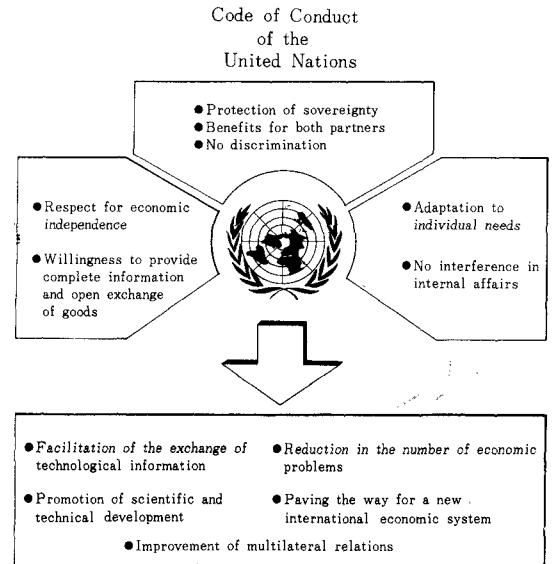 Code of Conduct
of the
United Nations
●Protection of sovereignty
●Benefits for both partners
●No discrimination
●Respect for economic
independence
●Willingness to provide
complete information
and open exchange
of goods
●Adaptation to
individual needs
●No interference in
internal affairs
●Facilitation of the exchange of
technological information
●Promotion of scientific and
technical development
●Reduction in the number of economic
problems
●Paving the way for a new
international economic system
●Improvement of multilateral relations